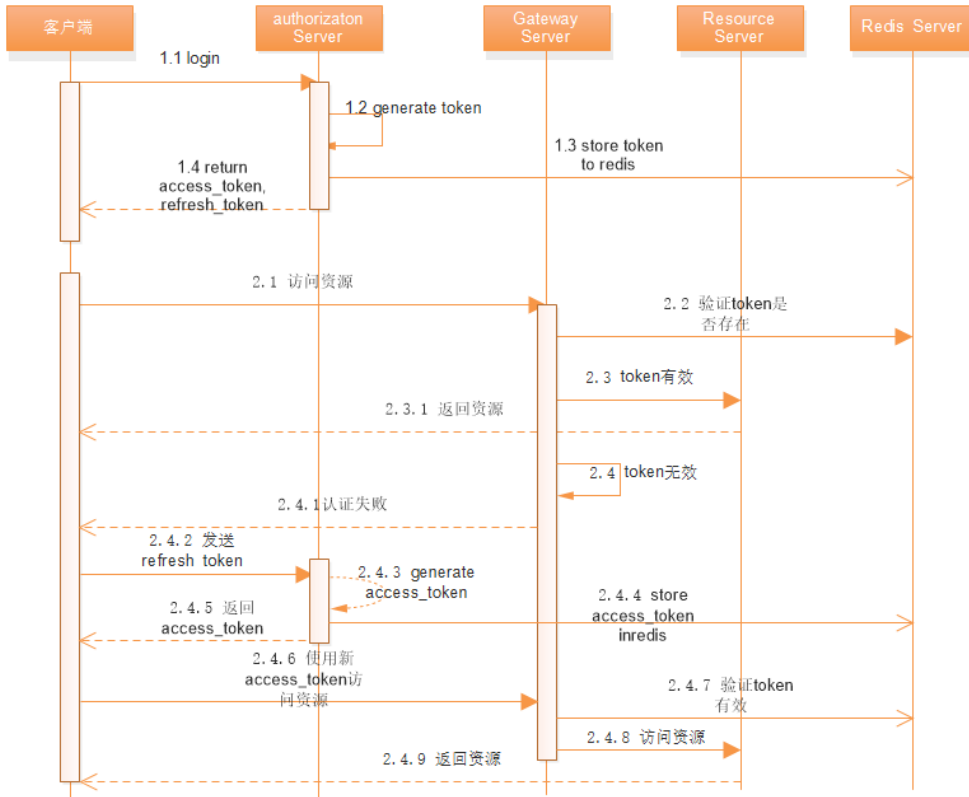 客户端
authorizaton
Server
Gateway
Server
Resource
Server
Redis Server
1.1 login
1.2 generate token
1.3 store token
to redis
1.4 return
access_token,
refresh_token
2.1 访问资源
2.2 验证token是
否存在
2.3 token有效
2.3.1 返回资源
2.4 token无效
2.4.1认证失败
2.4.2 发送
refresh token
2.4.3 generate
access_token
2.4.4 store
access_token
inredis
2.4.5 返回
access_token
2.4.6 使用新
access_token访
问资源
2.4.7 验证token
有效
2.4.8 访问资源
2.4.9 返回资源